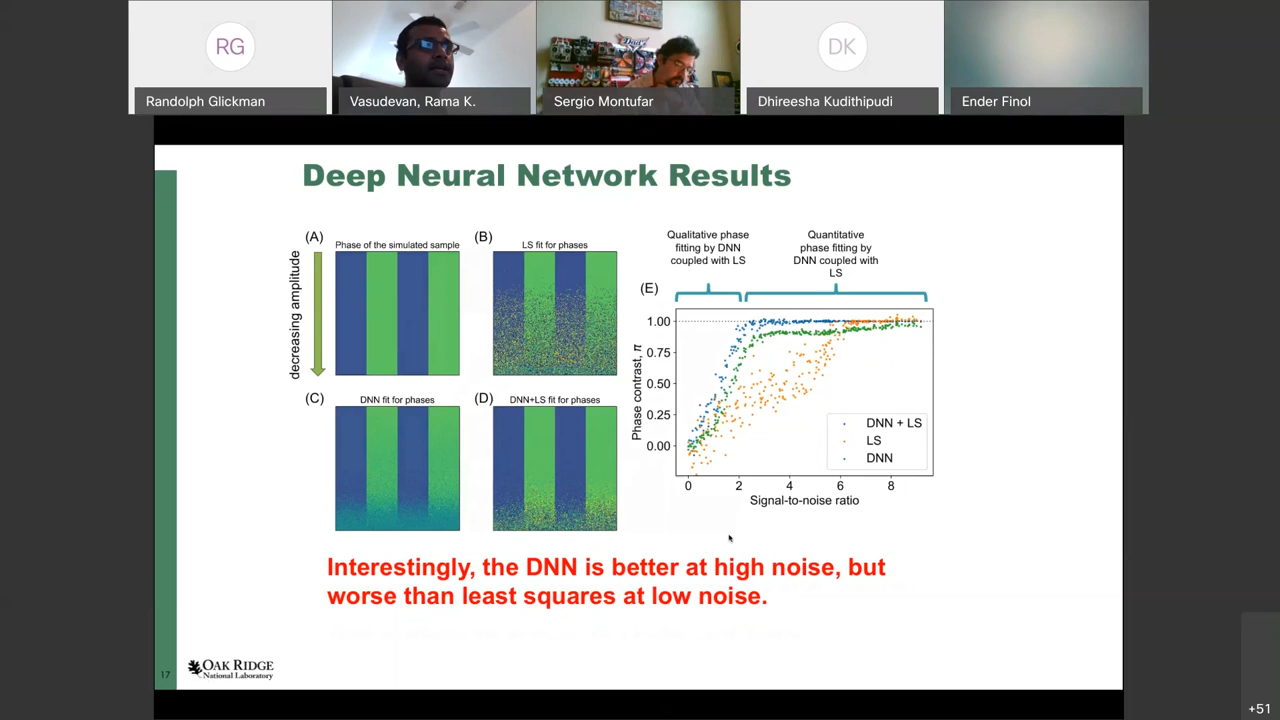 RG
DK
Randolph Glickman
Vasudevan, Rama K.
Sergio Montufar
Dhireesha Kudithipudi
Ender Finol
Deep Neural Network Results
(A)
Phase of the simulated sample
decreasing amplitude
(B)
LS fit for phases
(C)
DNN fit for phases
(D)
DNN+LS fit for phases
Qualitative phase
fitting by DNN
coupled with LS
Quantitative
phase fitting by
DNN coupled with
LS
(E)
1.00
0.75
0.50
0.25
0.00
Phase contrast, π
DNN + LS
LS
DNN
0 2 4 6 8
Signal-to-noise ratio
Interestingly, the DNN is better at high noise, but
worse than least squares at low noise.
17
OAK RIDGE
National Laboratory
+51